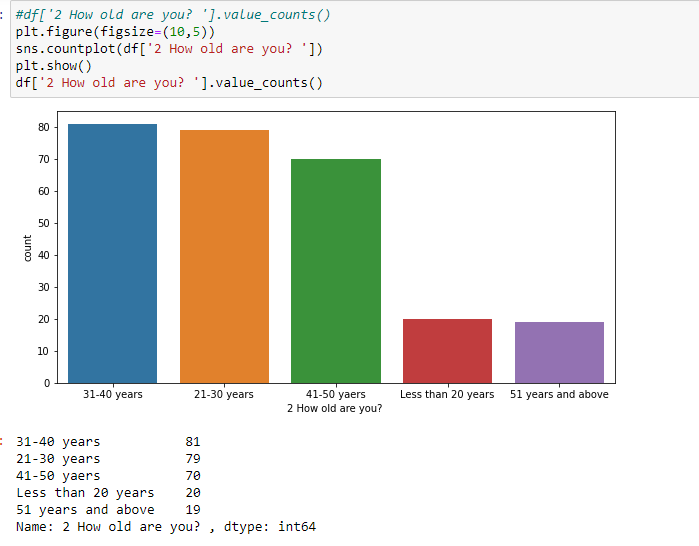 :
#df['2 How old are you? '].value_counts()
plt.figure(figsize=(10,5))
sns.countplot(df['2 How old are you? '])
plt.show()
df['2 How old are you? '].value_counts()
80
70
60
50
40
30
20
10
0
count
31-40 years 21-30 years 41-50 yaers Less than 20 years 51 years and above
2 How old are you?
:
31-40 years 81
21-30 years 79
41-50 yaers 70
Less than 20 years 20
51 years and above 19
Name: 2 How old are you? , dtype: int64